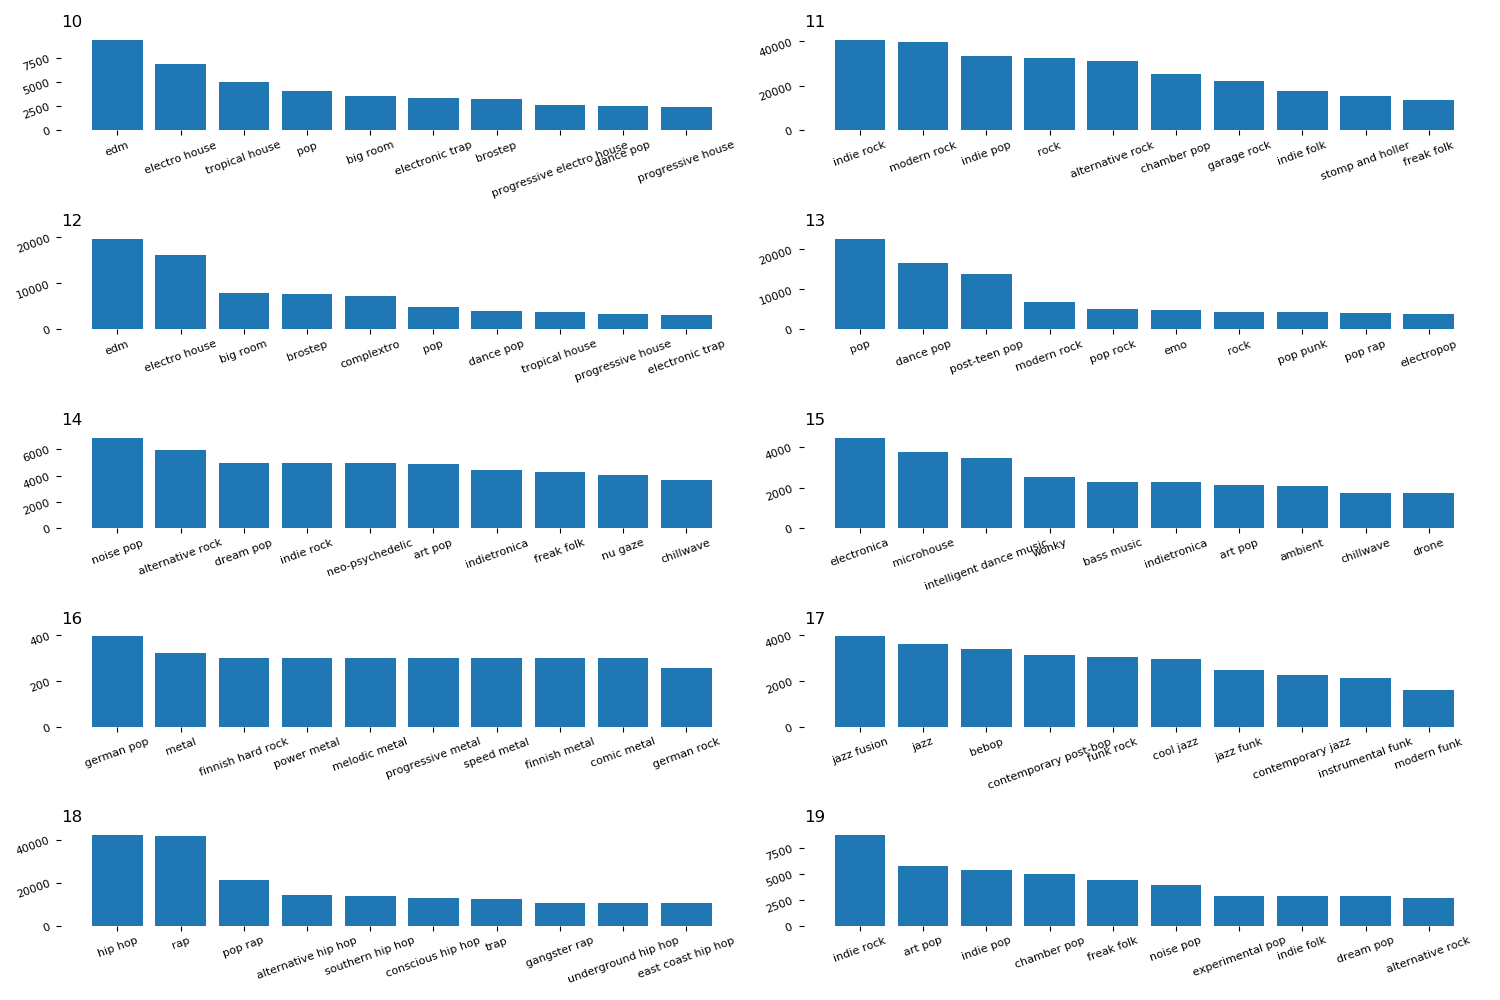 10
7500
5000
2500
0
edm
electro house
tropical house
pop
big room
electronic trap
brostep
progressive electro house
dance pop
progressive house
11
40000
20000
0
indie rock
modern rock
indie pop
rock
alternative rock
chamber pop
garage rock
indie folk
stomp and holler
freak folk
12
20000
10000
0
edm
electro house
big room
brostep
complextro
pop
dance pop
tropical house
progressive house
electronic trap
13
20000
10000
0
pop
dance pop
post-teen pop
modern rock
pop rock
emo
rock
pop punk
pop rap
electropop
14
6000
4000
2000
0
noise pop
alternative rock
dream pop
indie rock
neo-psychedelic
art pop
indietronica
freak folk
nu gaze
chillwave
15
4000
2000
0
electronica
microhouse
intelligent dance music
wonky
bass music
indietronica
art pop
ambient
chillwave
drone
16
400
200
0
german pop
metal
finnish hard rock
power metal
melodic metal
progressive metal
speed metal
finnish metal
comic metal
german rock
17
4000
2000
0
jazz fusion
jazz
bebop
contemporary post-bop
funk rock
cool jazz
jazz funk
contemporary jazz
instrumental funk
modern funk
18
40000
20000
0
hip hop
rap
pop rap
alternative hip hop
southern hip hop
conscious hip hop
trap
gangster rap
underground hip hop
east coast hip hop
19
7500
5000
2500
0
indie rock
art pop
indie pop
chamber pop
freak folk
noise pop
experimental pop
indie folk
dream pop
alternative rock